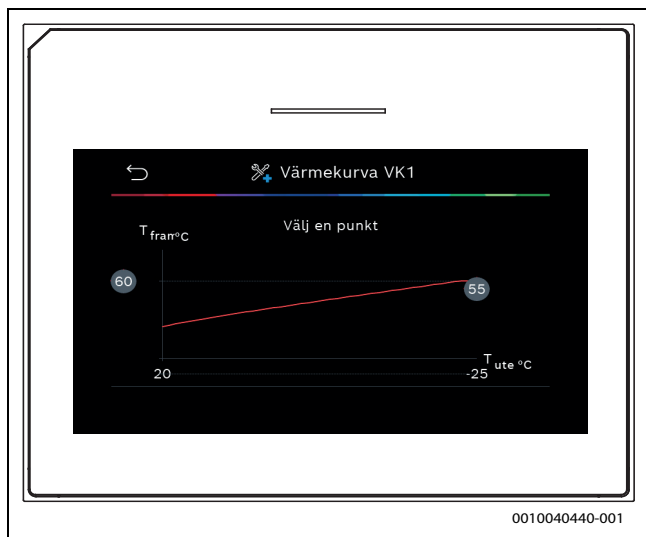 Värmekurva VK1
Välj en punkt
T fram°C
60
55
T ute °C
20
-25
0010040440-001